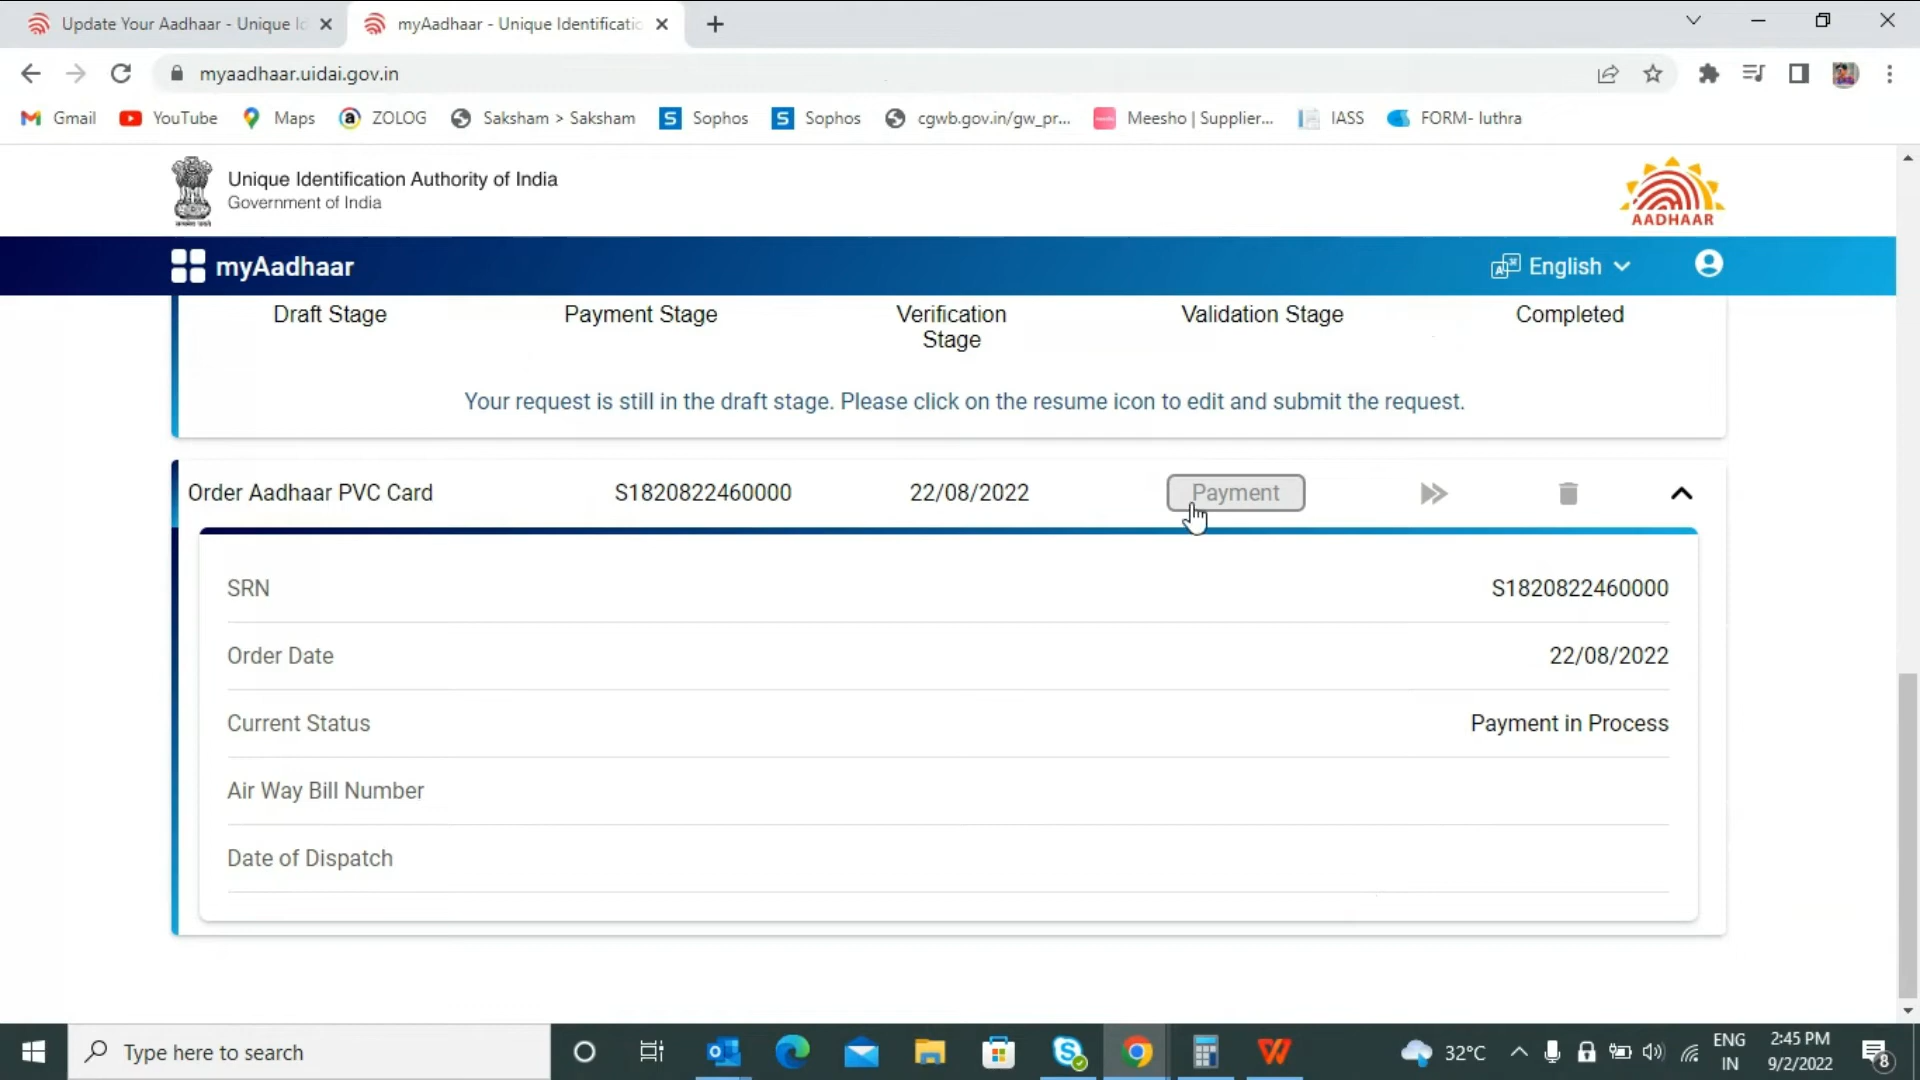 Update Your Aadhaar - Unique Id
myAadhaar - Unique Identificatio
myaadhaar.uidai.gov.in
Gmail
YouTube
Maps
ZOLOG
Saksham > Saksham
Sophos
Sophos
cgwb.gov.in/gw_pr...
Meesho | Supplier...
IASS
FORM- luthra
Unique Identification Authority of India
Government of India
AADHAAR
myAadhaar
English
Draft Stage
Payment Stage
Verification
Stage
Validation Stage
Completed
Your request is still in the draft stage. Please click on the resume icon to edit and submit the request.
Order Aadhaar PVC Card S1820822460000 22/08/2022 Payment
SRN S1820822460000
Order Date 22/08/2022
Current Status Payment in Process
Air Way Bill Number
Date of Dispatch
Type here to search
32°C
ENG
IN
2:45 PM
9/2/2022
8